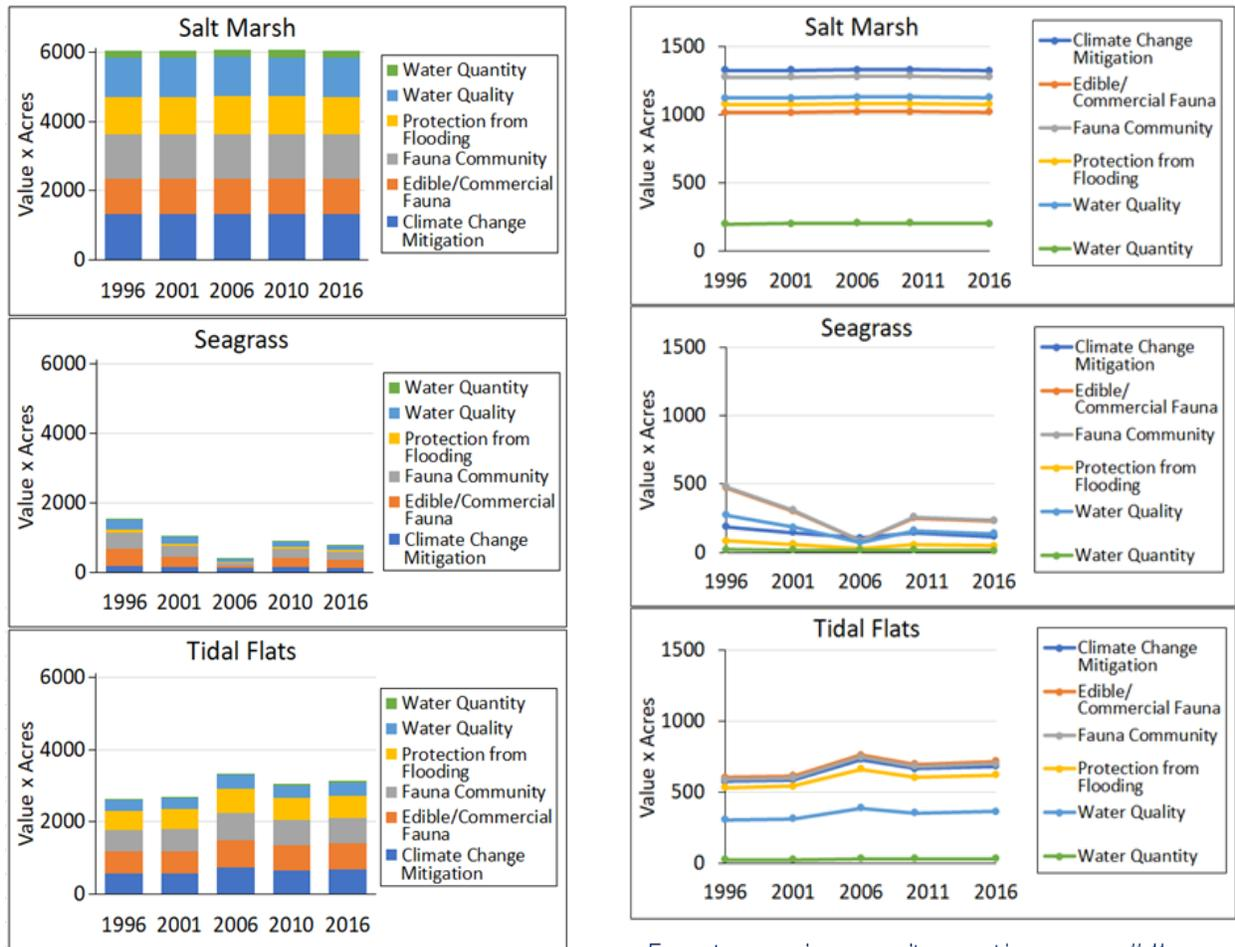 Salt Marsh
6000
4000
2000
0
Value x Acres
1996 2001 2006 2010 2016
Water Quantity
Water Quality
Protection from
Flooding
Fauna Community
Edible/Commercial
Fauna
Climate Change
Mitigation
Seagrass
6000
4000
2000
0
Value x Acres
1996 2001 2006 2010 2016
Water Quantity
Water Quality
Protection from
Flooding
Fauna Community
Edible/Commercial
Fauna
Climate Change
Mitigation
Tidal Flats
6000
4000
2000
0
Value x Acres
1996 2001 2006 2010 2016
Water Quantity
Water Quality
Protection from
Flooding
Fauna Community
Edible/Commercial
Fauna
Climate Change
Mitigation
Salt Marsh
1500
1000
500
0
Value x Acres
1996 2001 2006 2011 2016
Climate Change
Mitigation
Edible/
Commercial Fauna
Fauna Community
Protection from
Flooding
Water Quality
Water Quantity
Seagrass
1500
1000
500
0
Value x Acres
1996 2001 2006 2011 2016
Climate Change
Mitigation
Edible/
Commercial Fauna
Fauna Community
Protection from
Flooding
Water Quality
Water Quantity
Tidal Flats
1500
1000
500
0
Value x Acres
1996 2001 2006 2011 2016
Climate Change
Mitigation
Edible/
Commercial Fauna
Fauna Community
Protection from
Flooding
Water Quality
Water Quantity